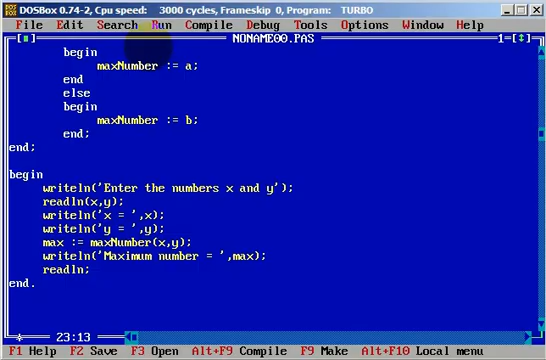 DOSBox 0.74-2, Cpu speed: 3000 cycles, Frameskip 0, Program: TURBO
File Edit Search Run Compile Debug Tools Options Window Help
NONAME00.PAS 1
begin
maxNumber := a;
end
else
begin
maxNumber := b;
end;
end;
begin
writeln('Enter the numbers x and y');
readln(x,y);
writeln('x = ',x);
writeln('y = ',y);
max := maxNumber(x,y);
writeln('Maximum number = ',max);
readln;
end.
23:13
F1 Help F2 Save F3 Open Alt+F9 Compile F9 Make Alt+F10 Local menu